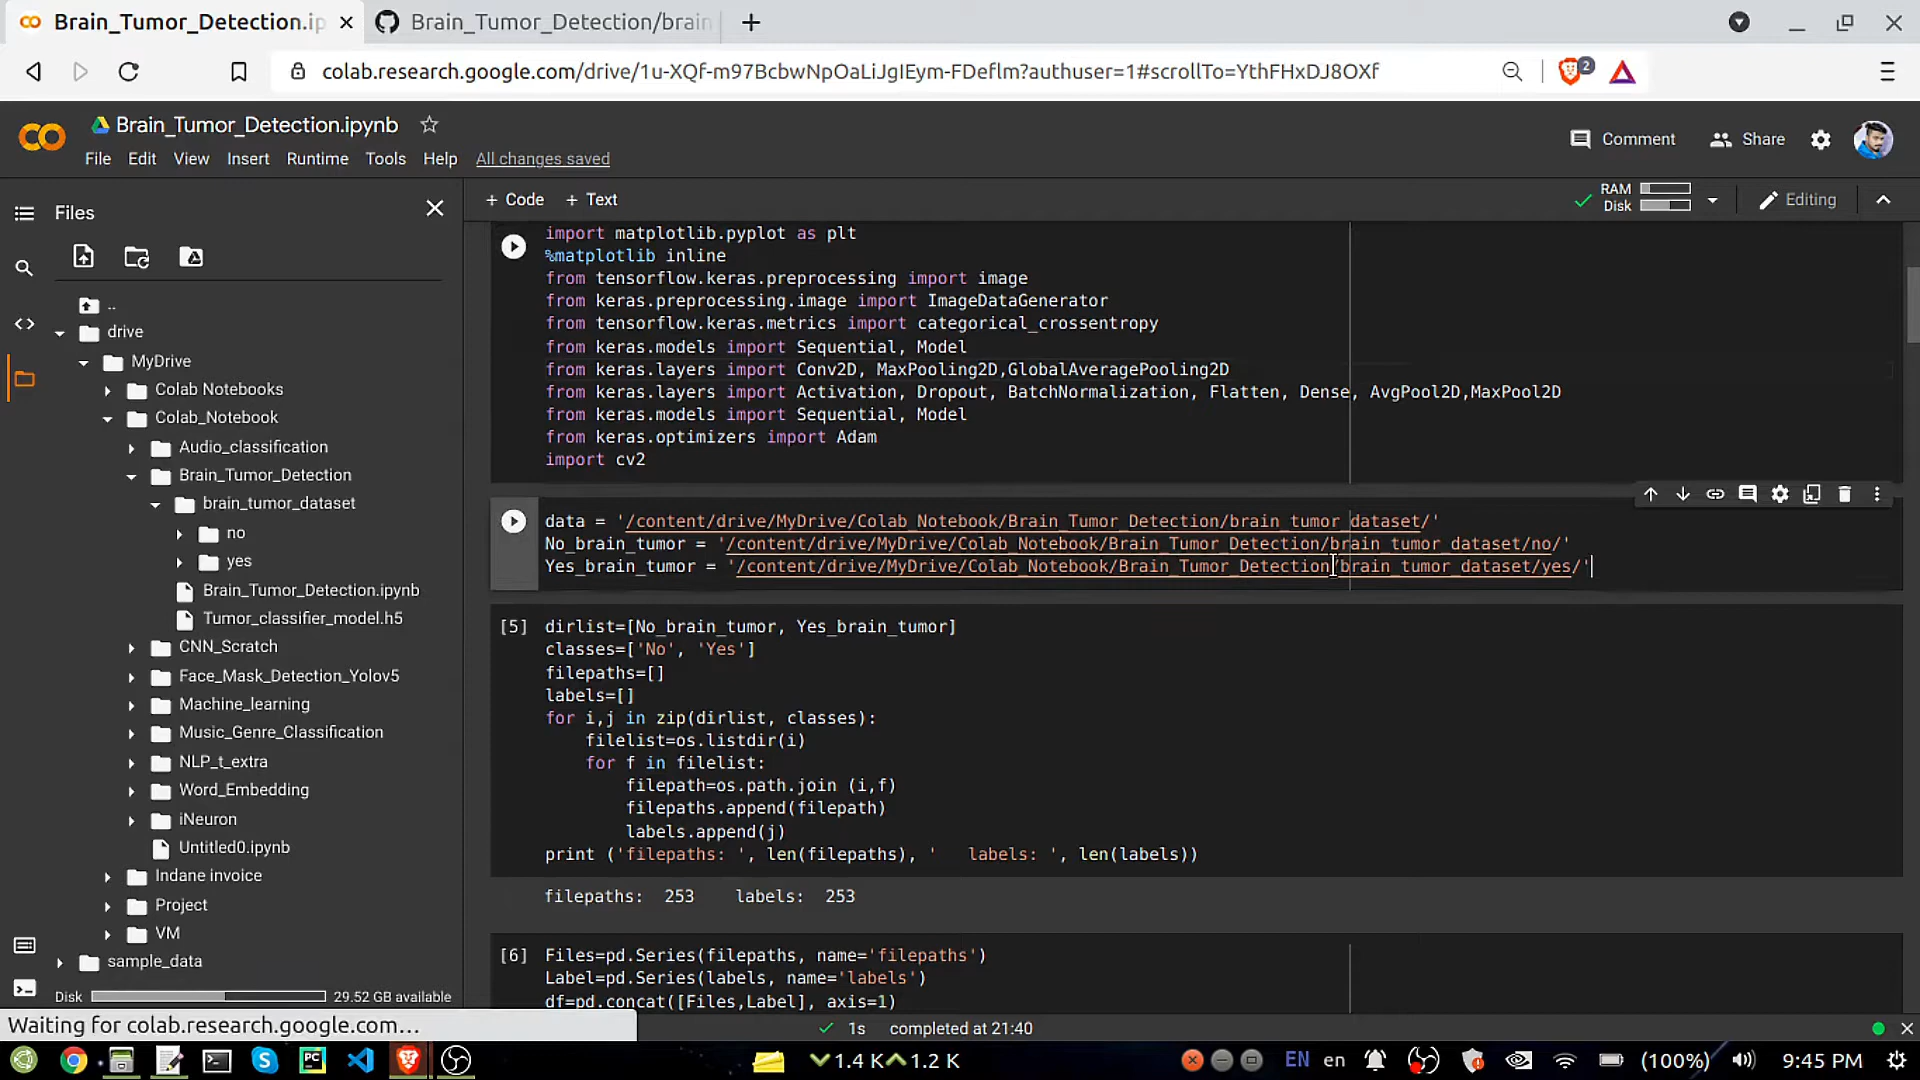 Brain_Tumor_Detection.ip
Brain_Tumor_Detection/brain
colab.research.google.com/drive/1u-XQf-m97BcbwNpOaLiJgIEym-FDeflm?authuser=1#scrollTo=YthFHxDJ8OXf
2
Brain_Tumor_Detection.ipynb
Comment
Share
File Edit View Insert Runtime Tools Help All changes saved
Files
+ Code + Text
RAM
Disk
Editing
..
drive
MyDrive
Colab Notebooks
Colab_Notebook
Audio_classification
Brain_Tumor_Detection
brain_tumor_dataset
no
yes
Brain_Tumor_Detection.ipynb
Tumor_classifier_model.h5
CNN_Scratch
Face_Mask_Detection_Yolov5
Machine_learning
Music_Genre_Classification
NLP_t_extra
Word_Embedding
iNeuron
Untitled0.ipynb
Indane invoice
Project
VM
sample_data
Disk 29.52 GB available
import matplotlib.pyplot as plt
%matplotlib inline
from tensorflow.keras.preprocessing import image
from keras.preprocessing.image import ImageDataGenerator
from tensorflow.keras.metrics import categorical_crossentropy
from keras.models import Sequential, Model
from keras.layers import Conv2D, MaxPooling2D,GlobalAveragePooling2D
from keras.layers import Activation, Dropout, BatchNormalization, Flatten, Dense, AvgPool2D,MaxPool2D
from keras.models import Sequential, Model
from keras.optimizers import Adam
import cv2
data = '/content/drive/MyDrive/Colab_Notebook/Brain_Tumor_Detection/brain_tumor_dataset/'
No_brain_tumor = '/content/drive/MyDrive/Colab_Notebook/Brain_Tumor_Detection/brain_tumor_dataset/no/'
Yes_brain_tumor = '/content/drive/MyDrive/Colab_Notebook/Brain_Tumor_Detection/brain_tumor_dataset/yes/'
[5] dirlist=[No_brain_tumor, Yes_brain_tumor]
classes=['No', 'Yes']
filepaths=[]
labels=[]
for i,j in zip(dirlist, classes):
filelist=os.listdir(i)
for f in filelist:
filepath=os.path.join (i,f)
filepaths.append(filepath)
labels.append(j)
print ('filepaths: ', len(filepaths), '   labels: ', len(labels))
filepaths:  253    labels:  253
[6] Files=pd.Series(filepaths, name='filepaths')
Label=pd.Series(labels, name='labels')
df=pd.concat([Files,Label], axis=1)
Waiting for colab.research.google.com...
1s completed at 21:40
1.4 K 1.2 K
EN en
(100%)
9:45 PM